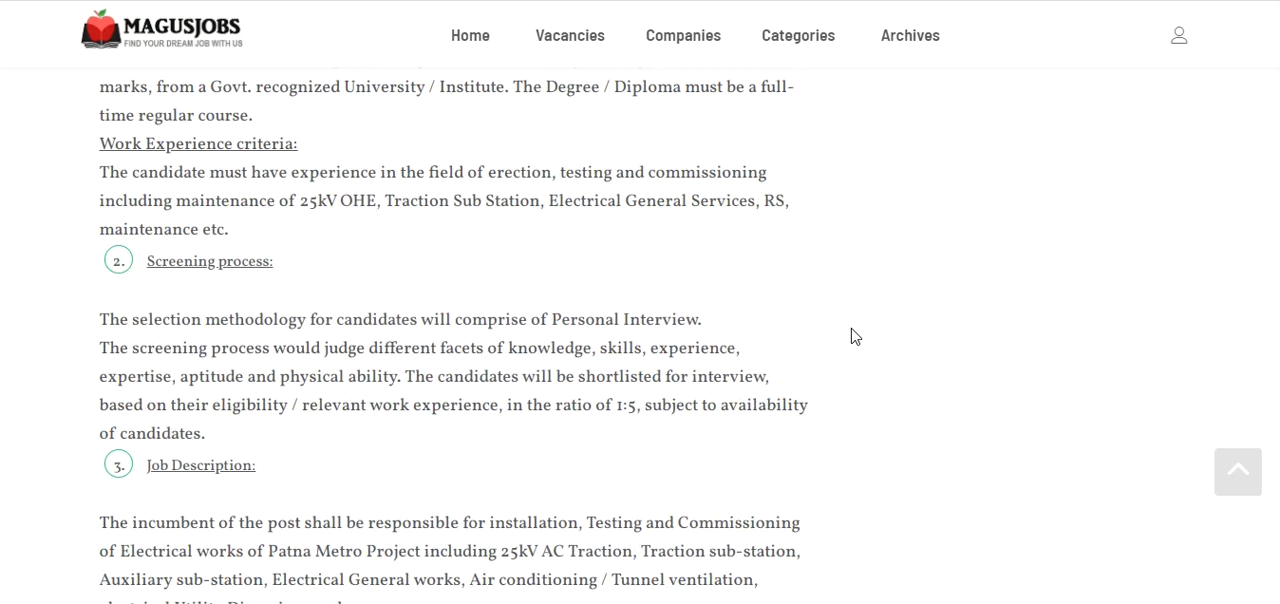 MAGUSJOBS
FIND YOUR DREAM JOB WITH US
Home Vacancies Companies Categories Archives
marks, from a Govt. recognized University / Institute. The Degree / Diploma must be a full-
time regular course.
Work Experience criteria:
The candidate must have experience in the field of erection, testing and commissioning
including maintenance of 25kV OHE, Traction Sub Station, Electrical General Services, RS,
maintenance etc.
2. Screening process:
The selection methodology for candidates will comprise of Personal Interview.
The screening process would judge different facets of knowledge, skills, experience,
expertise, aptitude and physical ability. The candidates will be shortlisted for interview,
based on their eligibility / relevant work experience, in the ratio of 1:5, subject to availability
of candidates.
3. Job Description:
The incumbent of the post shall be responsible for installation, Testing and Commissioning
of Electrical works of Patna Metro Project including 25kV AC Traction, Traction sub-station,
Auxiliary sub-station, Electrical General works, Air conditioning / Tunnel ventilation,